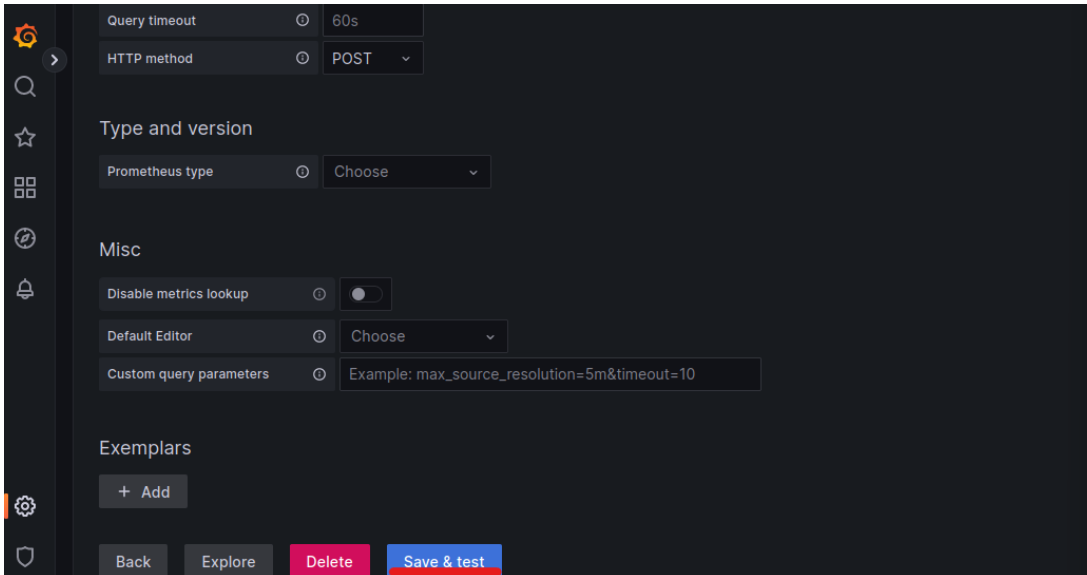 Query timeout 60s
HTTP method POST
Type and version
Prometheus type Choose
Misc
Disable metrics lookup
Default Editor Choose
Custom query parameters Example: max_source_resolution=5m&timeout=10
Exemplars
+ Add
Back Explore Delete Save & test